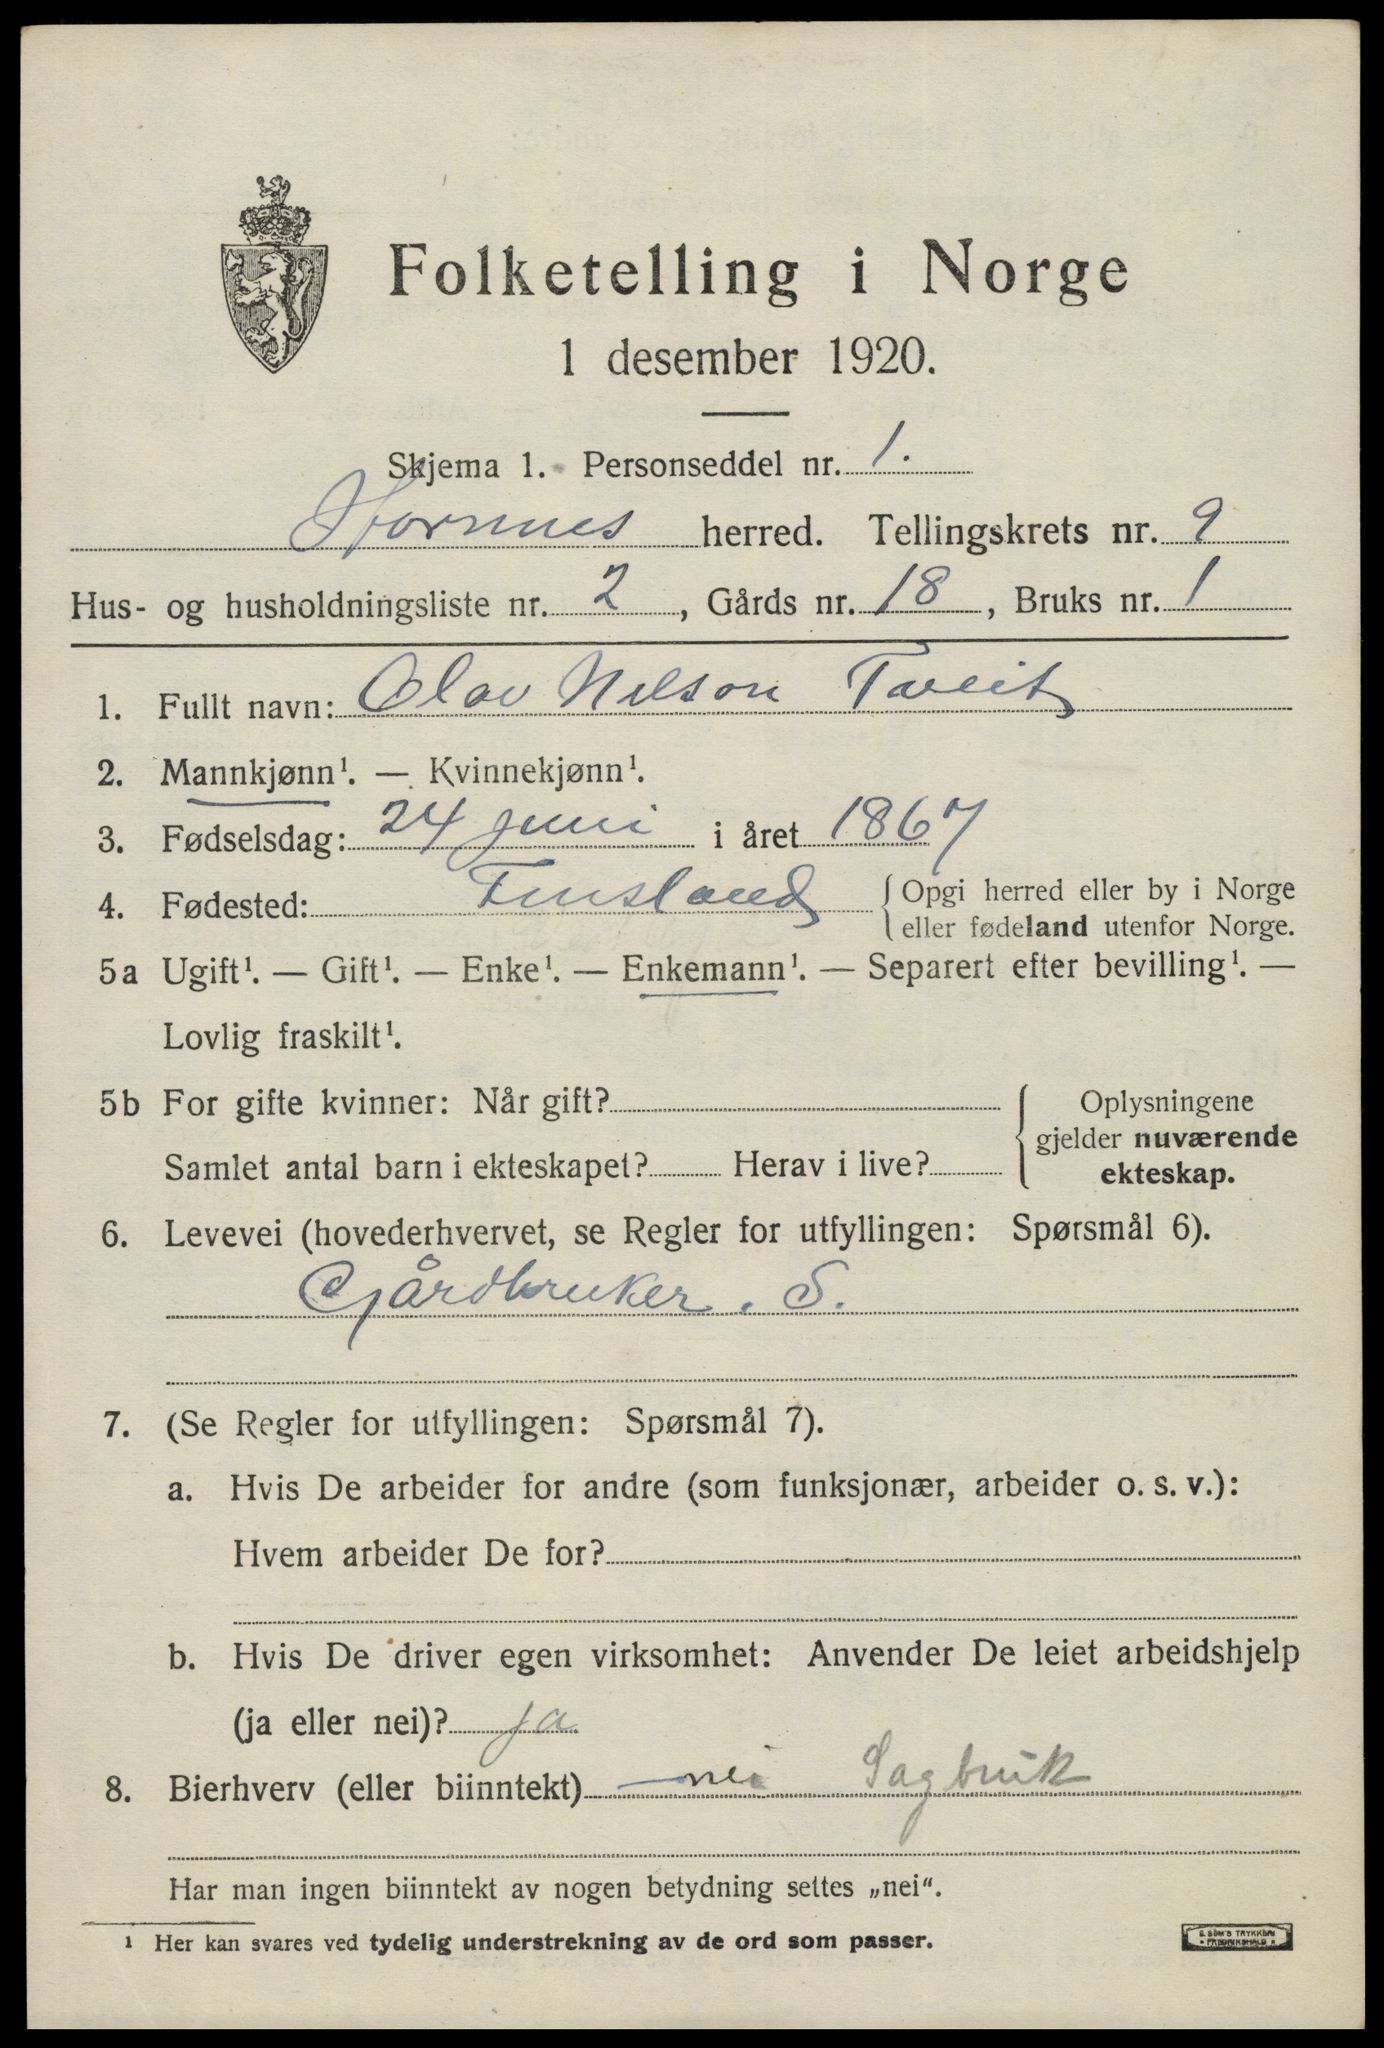 Folketelling i Norge
1 desember 1920.
Skjema 1. Personseddel nr. 1.
Hornnes herred. Tellingskrets nr. 9
Hus- og husholdningsliste nr. 2, Gårds nr. 18, Bruks nr. 1
1. Fullt navn: Olav Nilson Tveit
2. Mannkjønn¹. — Kvinnekjønn¹.
3. Fødselsdag: 24 juni i året 1867
4. Fødested: Finsland { Opgi herred eller by i Norge
eller fødeland utenfor Norge.
5a Ugift¹. — Gift¹. — Enke¹. — Enkemann¹. — Separert efter bevilling¹. —
Lovlig fraskilt¹.
5b For gifte kvinner: Når gift? { Oplysningene
gjelder nuværende
Samlet antal barn i ekteskapet? Herav i live? ekteskap.
6. Levevei (hovederhvervet, se Regler for utfyllingen: Spørsmål 6).
Gjårdbruker. S.
7. (Se Regler for utfyllingen: Spørsmål 7).
a. Hvis De arbeider for andre (som funksjonær, arbeider o. s. v.):
Hvem arbeider De for?
b. Hvis De driver egen virksomhet: Anvender De leiet arbeidshjelp
(ja eller nei)? ja
8. Bierhverv (eller biinntekt) nei Sagbruk
Har man ingen biinntekt av nogen betydning settes „nei“.
¹ Her kan svares ved tydelig understrekning av de ord som passer.
E. SEM'S TRYKKERI
FREDRIKSHALD